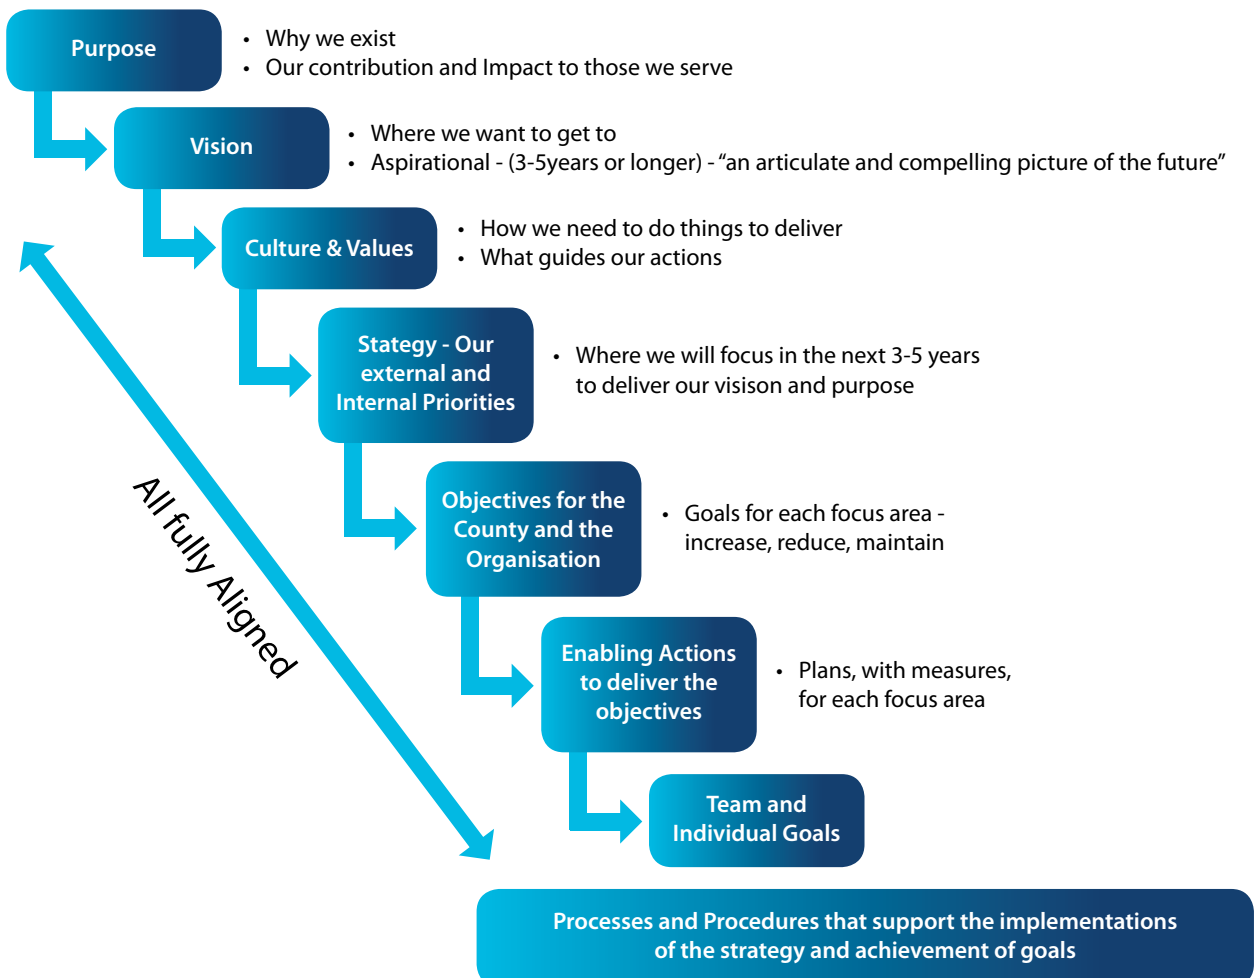 Purpose
• Why we exist
• Our contribution and Impact to those we serve
Vision
• Where we want to get to
• Aspirational - (3-5years or longer) - “an articulate and compelling picture of the future”
Culture & Values
• How we need to do things to deliver
• What guides our actions
Stategy - Our
external and
Internal Priorities
• Where we will focus in the next 3-5 years
to deliver our visison and purpose
Objectives for the
County and the
Organisation
• Goals for each focus area -
increase, reduce, maintain
All fully Aligned
Enabling Actions
to deliver the
objectives
• Plans, with measures,
for each focus area
Team and
Individual Goals
Processes and Procedures that support the implementations
of the strategy and achievement of goals